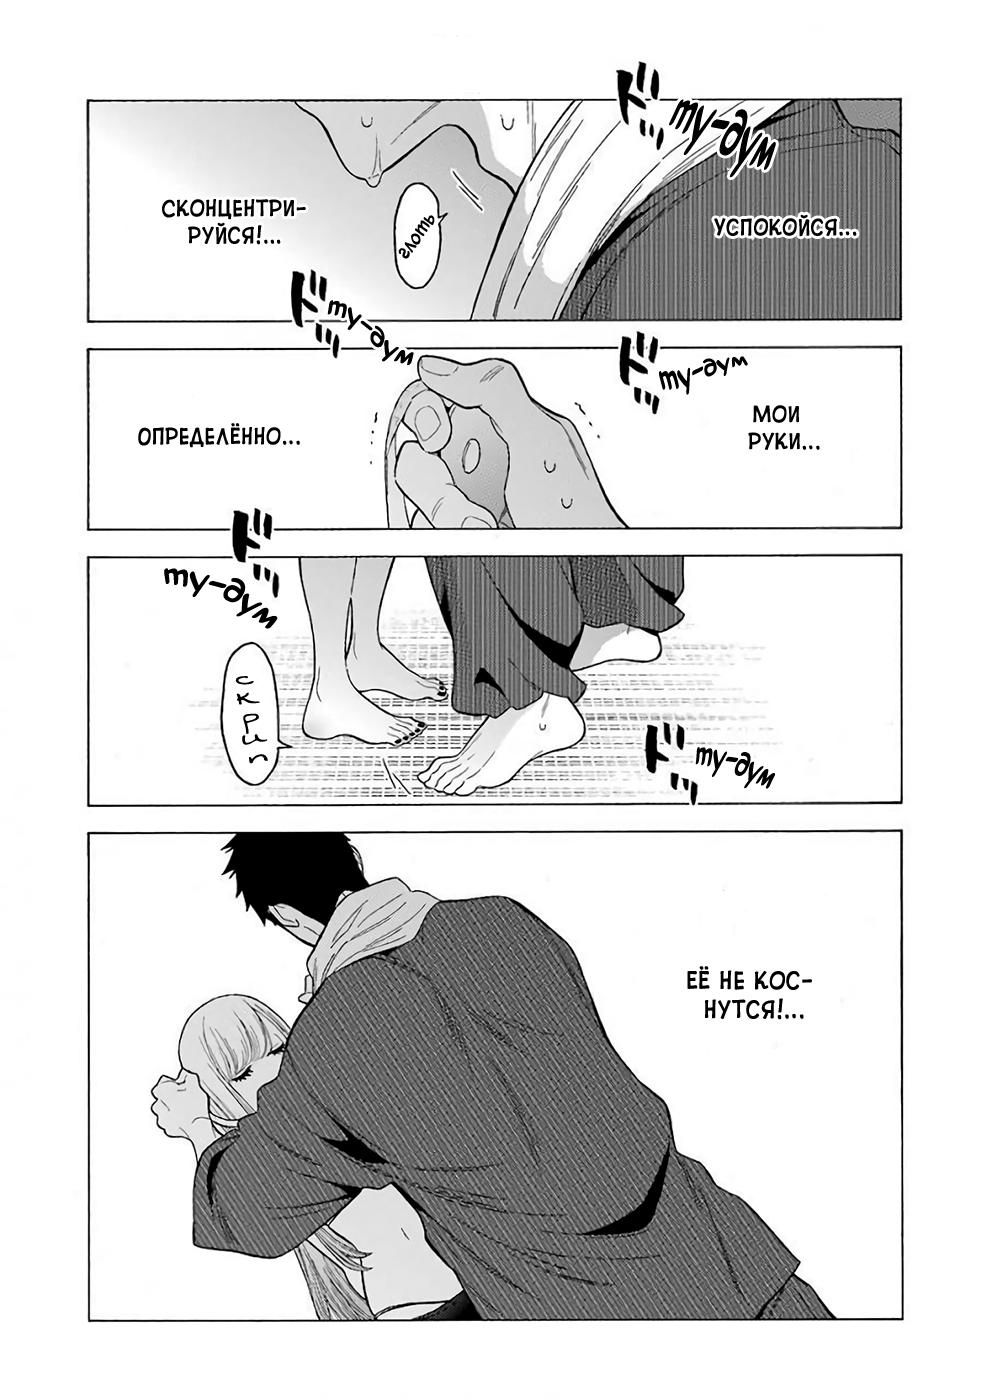 ドッ
ту-дум
УСПОКОЙСЯ...
СКОНЦЕНТРИ-
РУЙСЯ!...
глоть
ドッ
ту-дум
ドッ
ту-дум
МОИ
РУКИ...
ОПРЕДЕЛЁННО...
ドッ
ту-дум
скрип
ドッ
ту-дум
ЕЁ НЕ КОС-
НУТСЯ!...